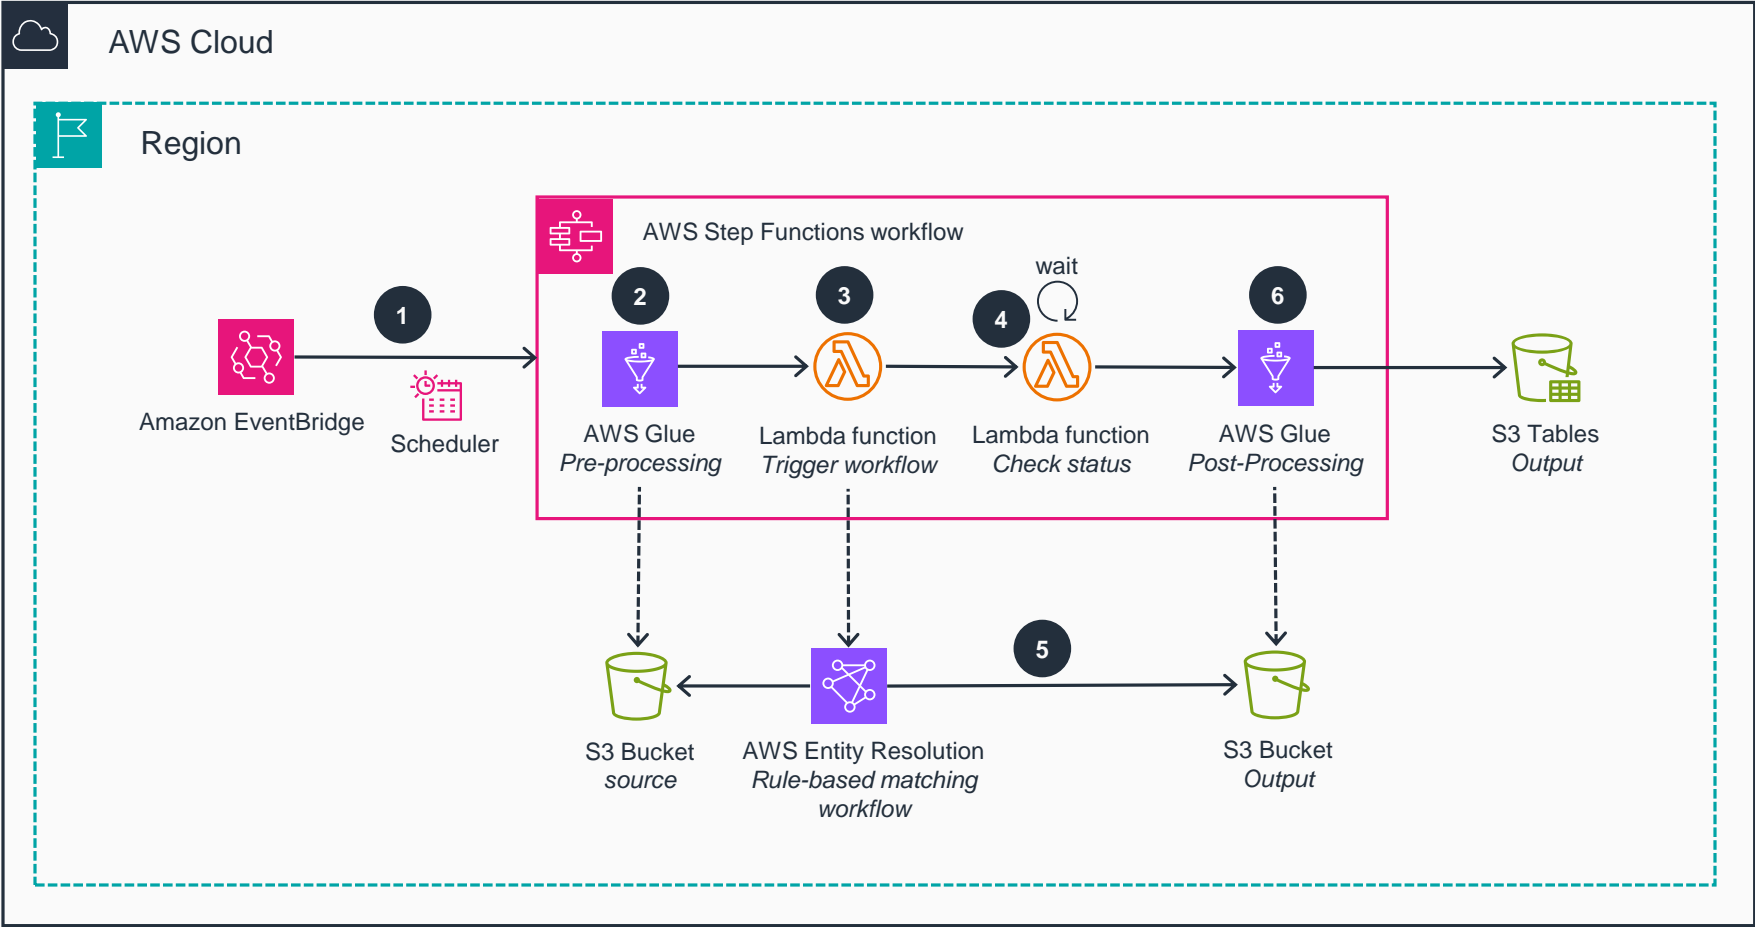 AWS Cloud
Region
AWS Step Functions workflow
wait
1
2
3
4
6
Amazon EventBridge
Scheduler
AWS Glue
Pre-processing
Lambda function
Trigger workflow
Lambda function
Check status
AWS Glue
Post-Processing
S3 Tables
Output
5
S3 Bucket
source
AWS Entity Resolution
Rule-based matching
workflow
S3 Bucket
Output